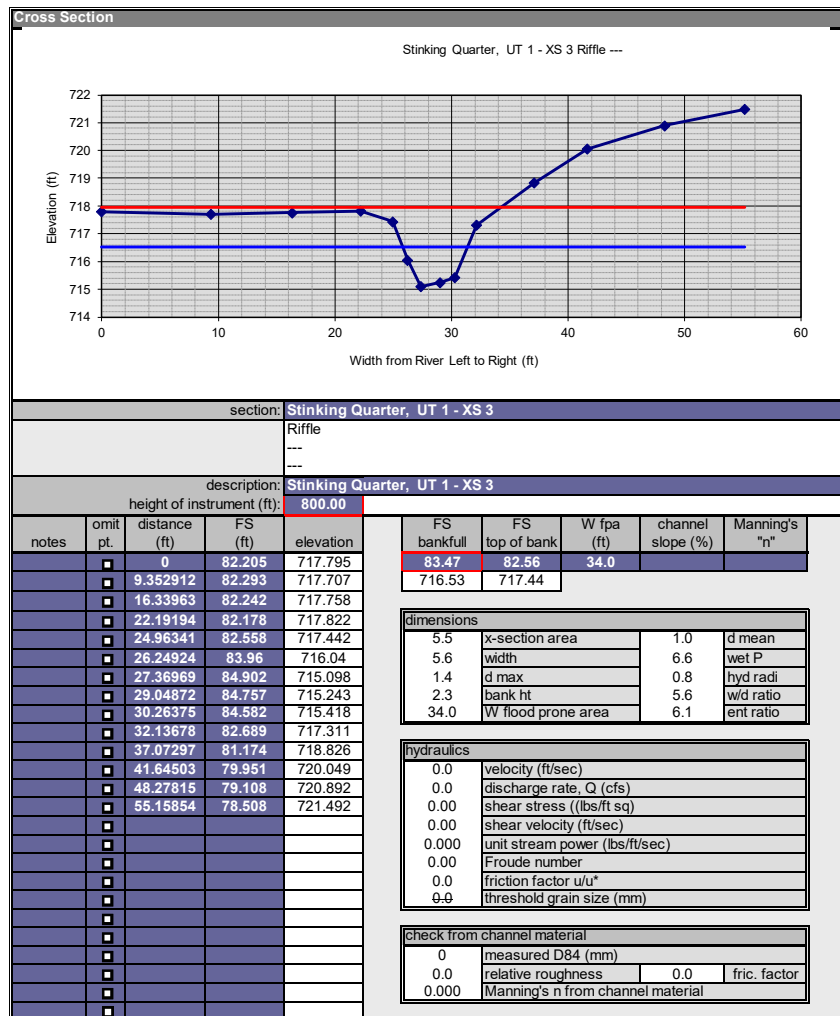 Cross Section
Stinking Quarter, UT 1 - XS 3 Riffle ---
722
721
720
719
718
717
716
715
714
Elevation (ft)
0 10 20 30 40 50 60
Width from River Left to Right (ft)
section: Stinking Quarter, UT 1 - XS 3
Riffle
---
---
description: Stinking Quarter, UT 1 - XS 3
height of instrument (ft): 800.00
notes omit pt. distance (ft) FS (ft) elevation
0 82.205 717.795
9.352912 82.293 717.707
16.33963 82.242 717.758
22.19194 82.178 717.822
24.96341 82.558 717.442
26.24924 83.96 716.04
27.36969 84.902 715.098
29.04872 84.757 715.243
30.26375 84.582 715.418
32.13678 82.689 717.311
37.07297 81.174 718.826
41.64503 79.951 720.049
48.27815 79.108 720.892
55.15854 78.508 721.492
FS bankfull FS top of bank W fpa (ft) channel slope (%) Manning's "n"
83.47 82.56 34.0
716.53 717.44
dimensions
5.5 x-section area 1.0 d mean
5.6 width 6.6 wet P
1.4 d max 0.8 hyd radi
2.3 bank ht 5.6 w/d ratio
34.0 W flood prone area 6.1 ent ratio
hydraulics
0.0 velocity (ft/sec)
0.0 discharge rate, Q (cfs)
0.00 shear stress ((lbs/ft sq)
0.00 shear velocity (ft/sec)
0.000 unit stream power (lbs/ft/sec)
0.00 Froude number
0.0 friction factor u/u*
0.0 threshold grain size (mm)
check from channel material
0 measured D84 (mm)
0.0 relative roughness 0.0 fric. factor
0.000 Manning's n from channel material